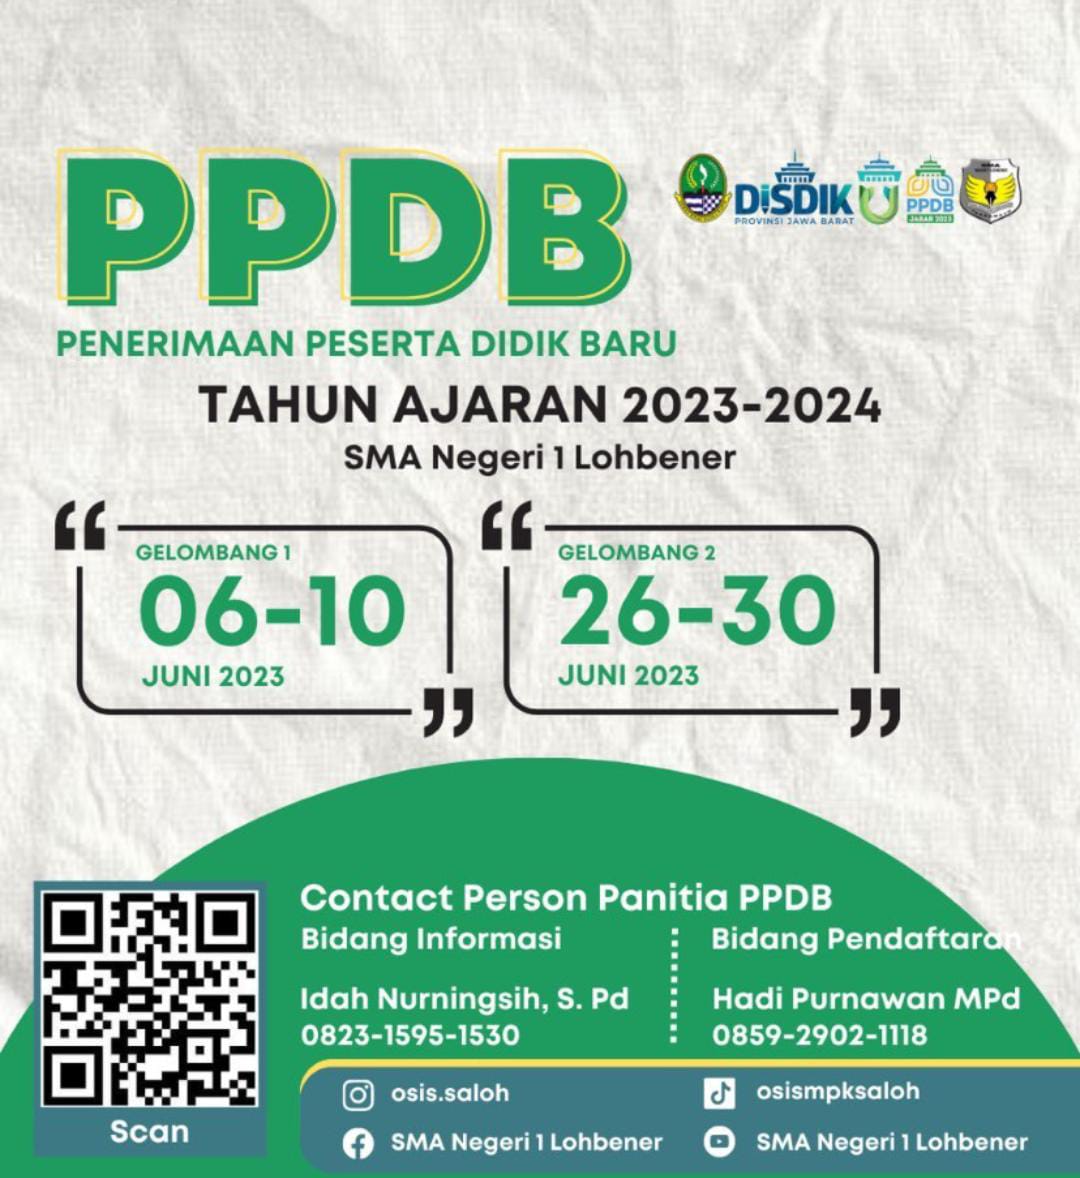 PPDB
DISDIK
PROVINSI JAWA BARAT
PPDB
JABAR 2023
SMA
PENERIMAAN PESERTA DIDIK BARU
TAHUN AJARAN 2023-2024
SMA Negeri 1 Lohbener
GELOMBANG 1
06-10
JUNI 2023
GELOMBANG 2
26-30
JUNI 2023
Contact Person Panitia PPDB
Bidang Informasi
Idah Nurningsih, S. Pd
0823-1595-1530
Bidang Pendaftaran
Hadi Purnawan MPd
0859-2902-1118
Scan
osis.saloh
osismpksaloh
SMA Negeri 1 Lohbener
SMA Negeri 1 Lohbener